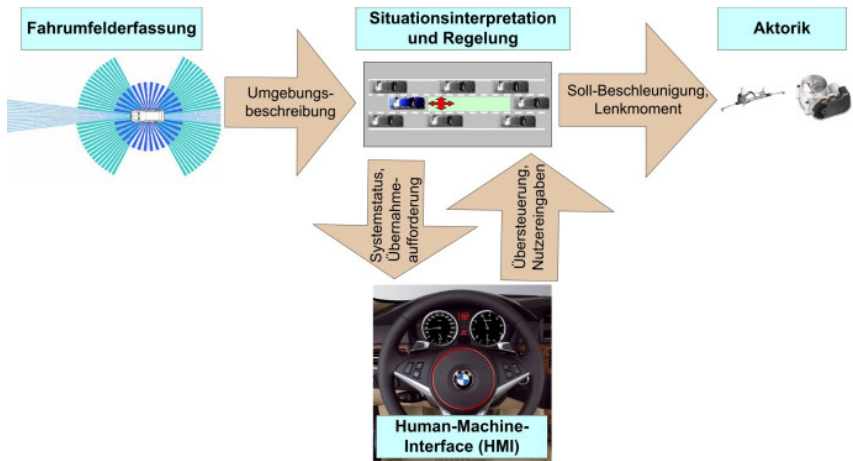 Fahrumfelderfassung
Situationsinterpretation
und Regelung
Aktorik
Umgebungs-
beschreibung
Soll-Beschleunigung,
Lenkmoment
Systemstatus,
Übernahme-
aufforderung
Übersteuerung,
Nutzereingaben
Human-Machine-
Interface (HMI)